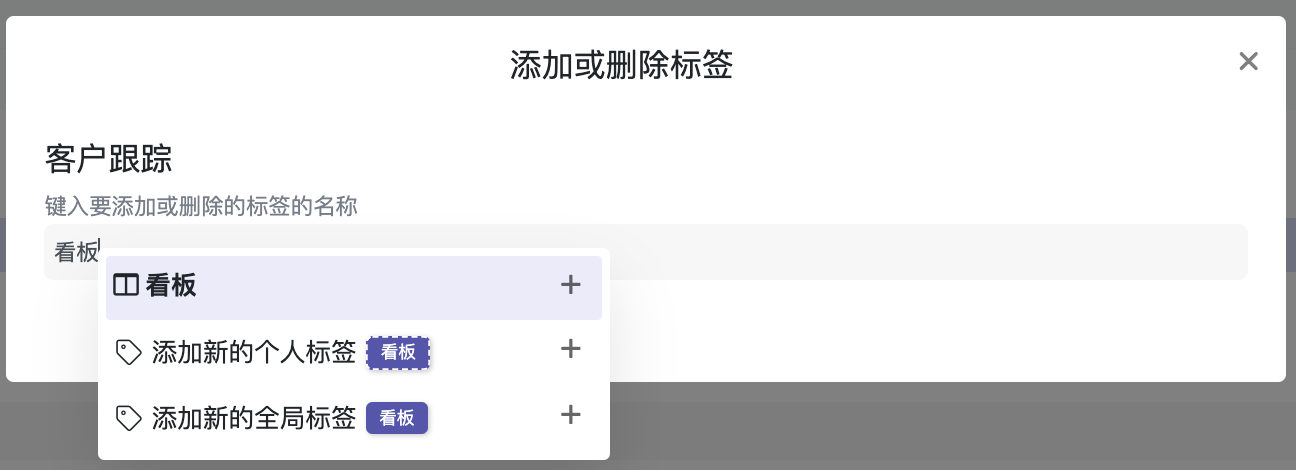 添加或删除标签
客户跟踪
键入要添加或删除的标签的名称
看板
看板
添加新的个人标签 看板
添加新的全局标签 看板